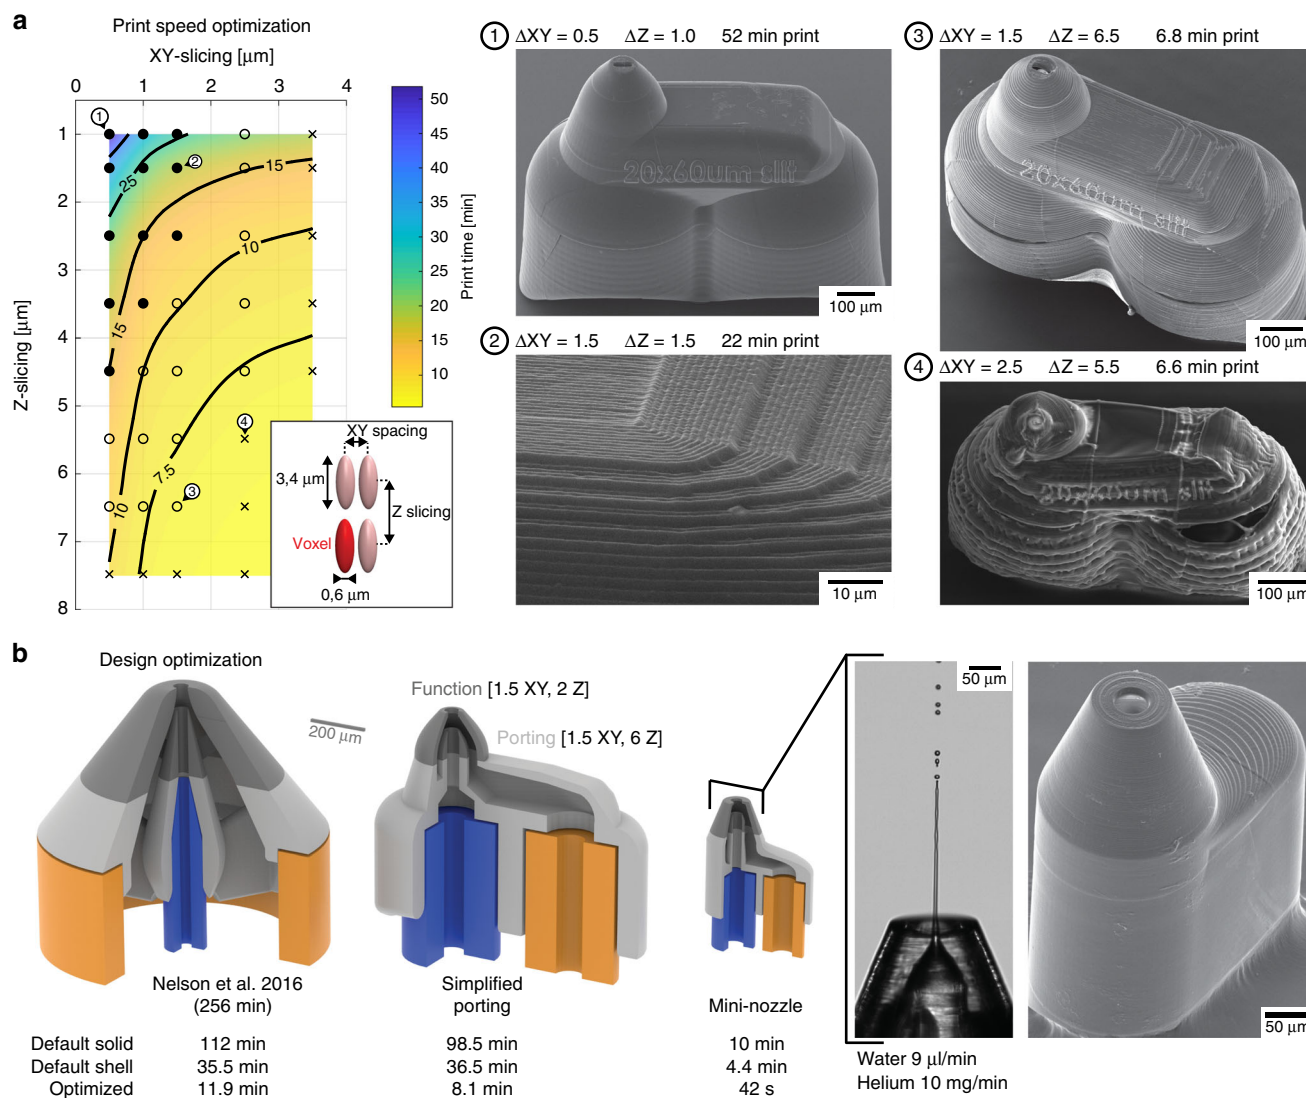 a
Print speed optimization
XY-slicing [μm]
0 1 2 3 4
Z-slicing [μm]
1
2
3
4
5
6
7
8
1
2
3
4
25
15
10
15
7.5
10
50
45
40
35
30
25
20
15
10
Print time [min]
XY spacing
3,4 μm
Z slicing
Voxel
0,6 μm
1 ΔXY = 0.5 ΔZ = 1.0 52 min print
20x60um slit
100 μm
2 ΔXY = 1.5 ΔZ = 1.5 22 min print
10 μm
3 ΔXY = 1.5 ΔZ = 6.5 6.8 min print
20x60um slit
100 μm
4 ΔXY = 2.5 ΔZ = 5.5 6.6 min print
20x60um slit
100 μm
b
Design optimization
200 μm
Function [1.5 XY, 2 Z]
Porting [1.5 XY, 6 Z]
Nelson et al. 2016
(256 min)
Simplified
porting
Mini-nozzle
Default solid 112 min 98.5 min 10 min
Default shell 35.5 min 36.5 min 4.4 min
Optimized 11.9 min 8.1 min 42 s
50 μm
Water 9 μl/min
Helium 10 mg/min
50 μm